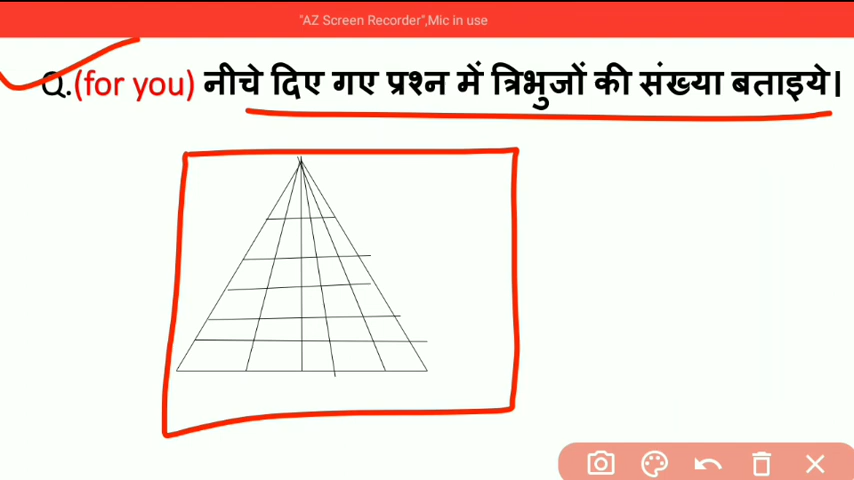 "AZ Screen Recorder",Mic in use
Q.(for you) नीचे दिए गए प्रश्न में त्रिभुजों की संख्या बताइये।